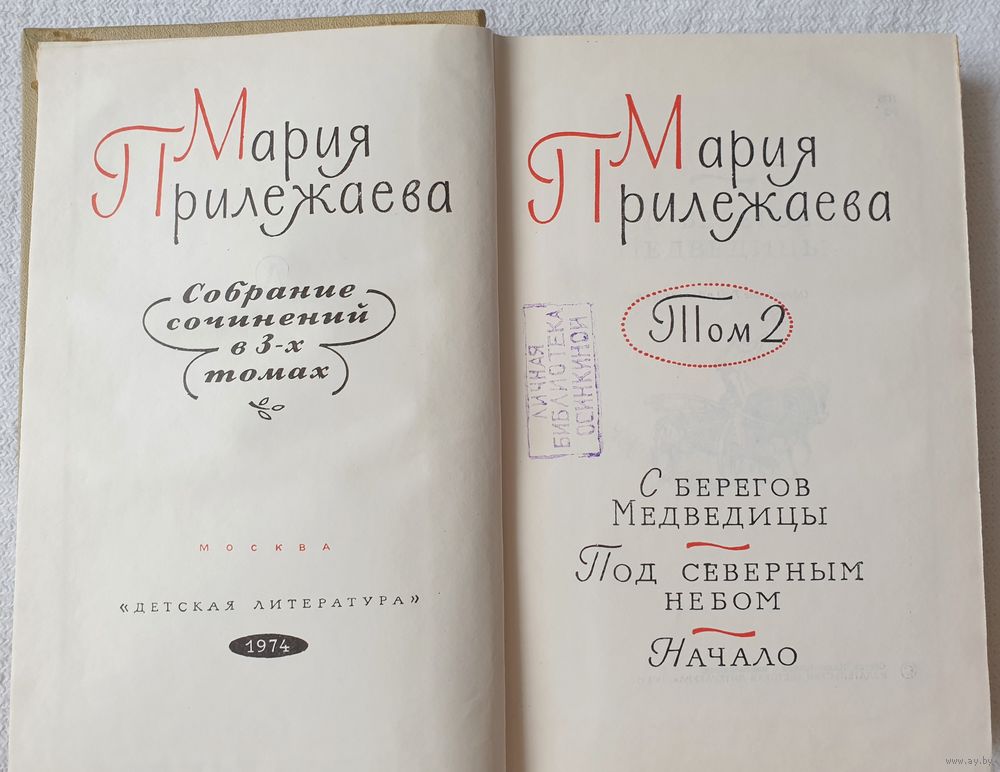 Мария
Прилежаева
Собрание
сочинений
в 3-х
томах
МОСКВА
«ДЕТСКАЯ ЛИТЕРАТУРА»
1974
Мария
Прилежаева
Том 2
ЛИЧНАЯ
БИБЛИОТЕКА
ОСИНКИНОЙ
С БЕРЕГОВ
МЕДВЕДИЦЫ
ПОД СЕВЕРНЫМ
НЕБОМ
НАЧАЛО
www.ay.by